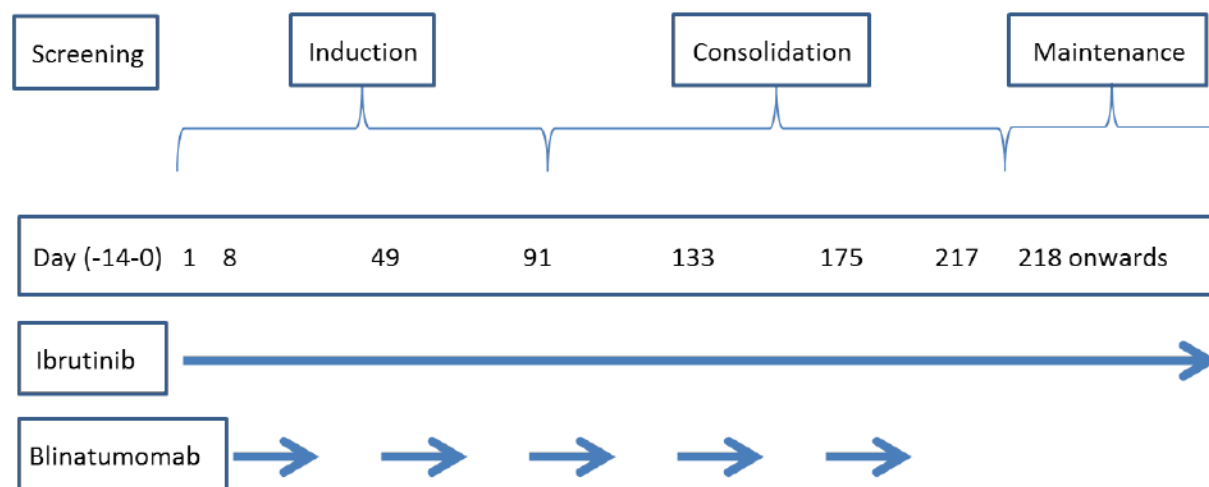 Screening Induction Consolidation Maintenance
Day (-14-0) 1 8 49 91 133 175 217 218 onwards
Ibrutinib
Blinatumomab